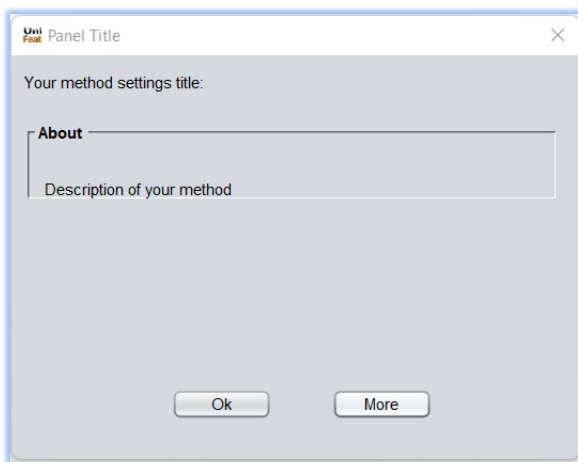 Uni
Feat
Panel Title
Your method settings title:
About
Description of your method
Ok
More